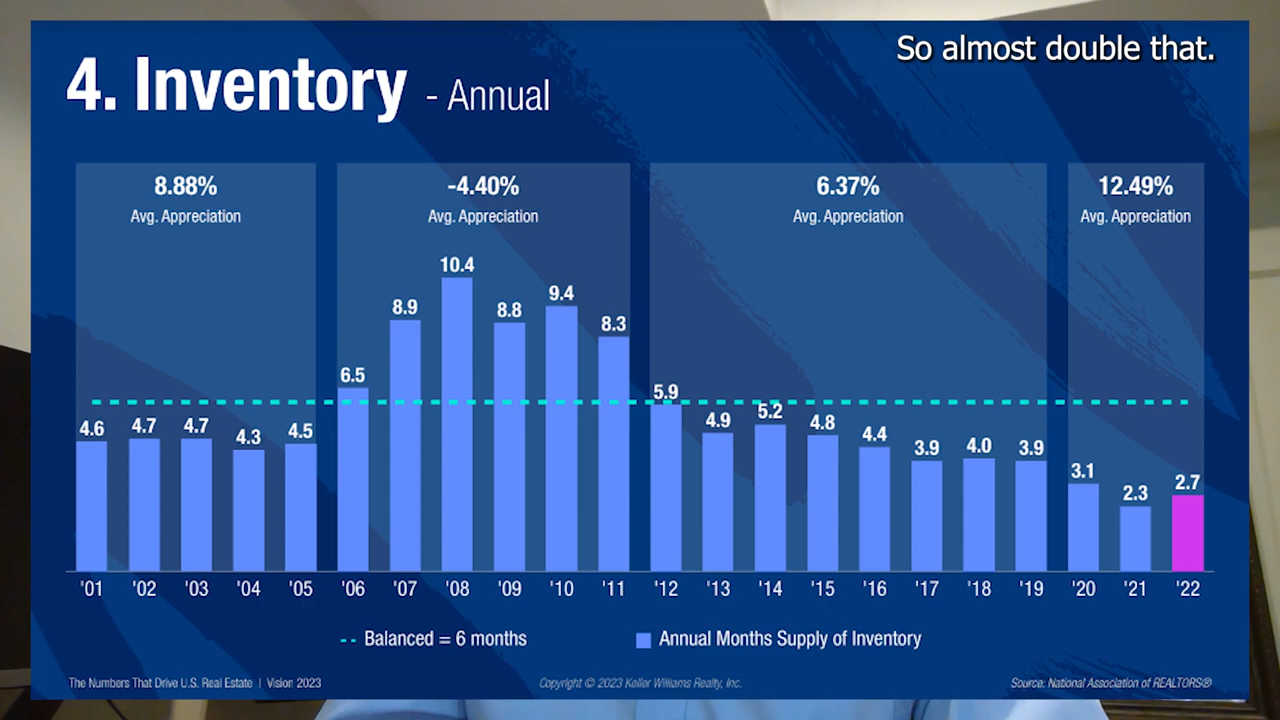 So almost double that.
4. Inventory - Annual
8.88%
Avg. Appreciation
-4.40%
Avg. Appreciation
6.37%
Avg. Appreciation
12.49%
Avg. Appreciation
4.6
4.7
4.7
4.3
4.5
6.5
8.9
10.4
8.8
9.4
8.3
5.9
4.9
5.2
4.8
4.4
3.9
4.0
3.9
3.1
2.3
2.7
'01 '02 '03 '04 '05 '06 '07 '08 '09 '10 '11 '12 '13 '14 '15 '16 '17 '18 '19 '20 '21 '22
Balanced = 6 months
Annual Months Supply of Inventory
The Numbers That Drive U.S. Real Estate | Vision 2023
Copyright © 2023 Keller Williams Realty, Inc.
Source: National Association of REALTORS®